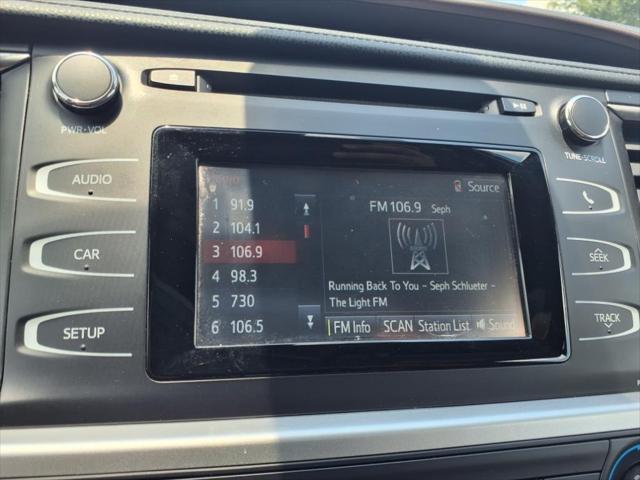 PWR•VOL
TUNE•SCROLL
AUDIO
CAR
SETUP
SEEK
TRACK
Source
1 91.9
2 104.1
3 106.9
4 98.3
5 730
6 106.5
FM 106.9 Seph
Running Back To You - Seph Schlueter -
The Light FM
FM Info SCAN Station List Sound